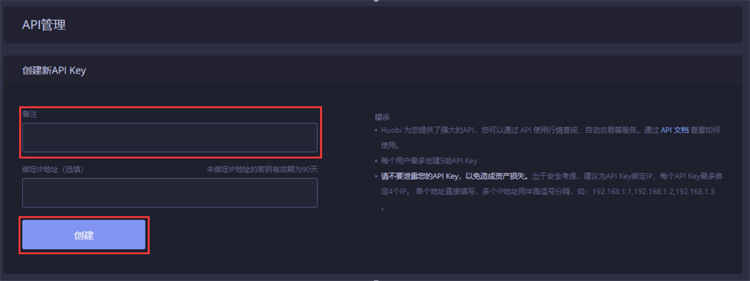 API管理
创建新API Key
备注
绑定IP地址（选填）
未绑定IP地址的密钥有效期为90天
创建
提示
• Huobi 为您提供了强大的API，您可以通过 API 使用行情查询、自动交易等服务。通过 API 文档 查看如何
使用。
• 每个用户最多创建5组API Key
• 请不要泄露您的API Key，以免造成资产损失。出于安全考虑，建议为API Key绑定IP，每个API Key最多绑
定4个IP。 单个地址直接填写，多个IP地址用半角逗号分隔，如：192.168.1.1,192.168.1.2,192.168.1.3
。